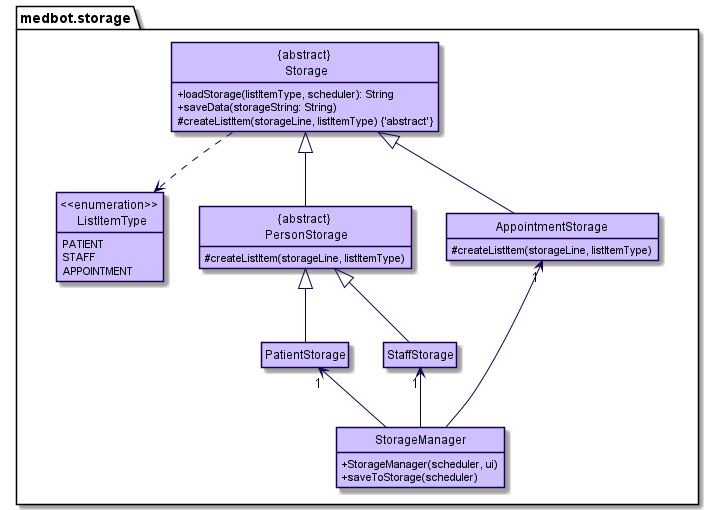 medbot.storage
{abstract}
Storage
+loadStorage(listItemType, scheduler): String
+saveData(storageString: String)
#createListItem(storageLine, listItemType) {'abstract'}
<<enumeration>>
ListItemType
PATIENT
STAFF
APPOINTMENT
{abstract}
PersonStorage
#createListItem(storageLine, listItemType)
AppointmentStorage
#createListItem(storageLine, listItemType)
1
PatientStorage
StaffStorage
1
1
StorageManager
+StorageManager(scheduler, ui)
+saveToStorage(scheduler)